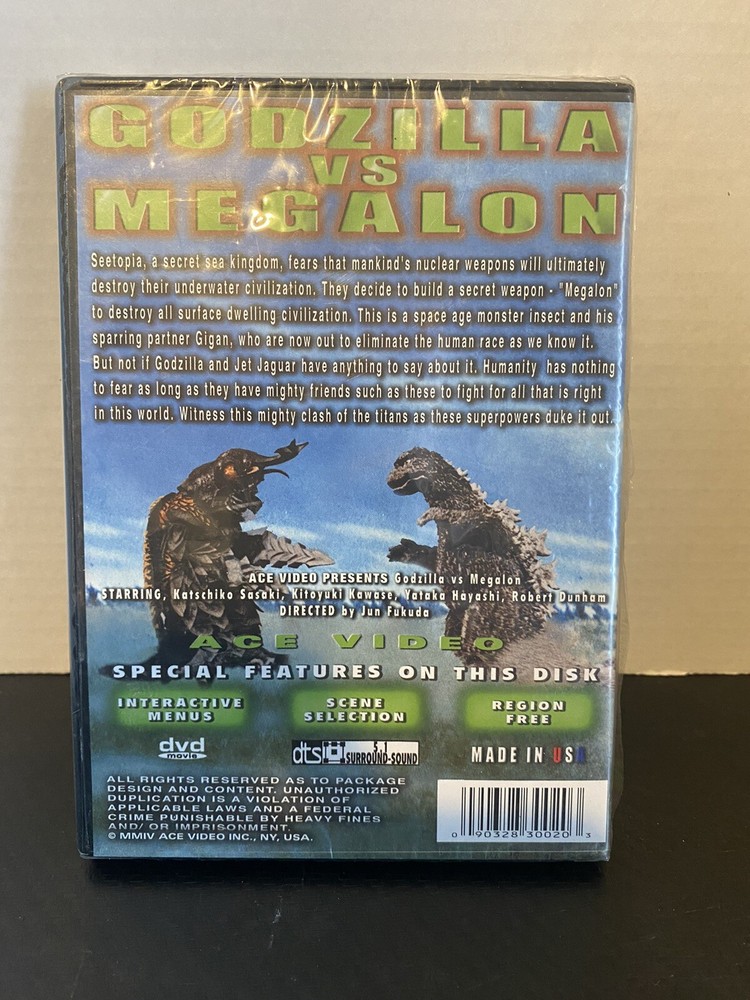 GODZILLA
VS
MEGALON
Seetopia, a secret sea kingdom, fears that mankind's nuclear weapons will ultimately
destroy their underwater civilization. They decide to build a secret weapon - "Megalon"
to destroy all surface dwelling civilization. This is a space age monster insect and his
sparring partner Gigan, who are now out to eliminate the human race as we know it.
But not if Godzilla and Jet Jaguar have anything to say about it. Humanity has nothing
to fear as long as they have mighty friends such as these to fight for all that is right
in this world. Witness this mighty clash of the titans as these superpowers duke it out.
ACE VIDEO PRESENTS Godzilla vs Megalon
STARRING, Katschiko Sasaki, Kitoyuki Kawase, Yataka Hayashi, Robert Dunham
DIRECTED by Jun Fukuda
ACE VIDEO
SPECIAL FEATURES ON THIS DISK
INTERACTIVE
MENUS
SCENE
SELECTION
REGION
FREE
dvd
movie
dts 5.1
SURROUND-SOUND
MADE IN USA
ALL RIGHTS RESERVED AS TO PACKAGE
DESIGN AND CONTENT. UNAUTHORIZED
DUPLICATION IS A VIOLATION OF
APPLICABLE LAWS AND A FEDERAL
CRIME PUNISHABLE BY HEAVY FINES
AND/ OR IMPRISONMENT.
© MMIV ACE VIDEO INC., NY, USA.
0 90328 30020 3